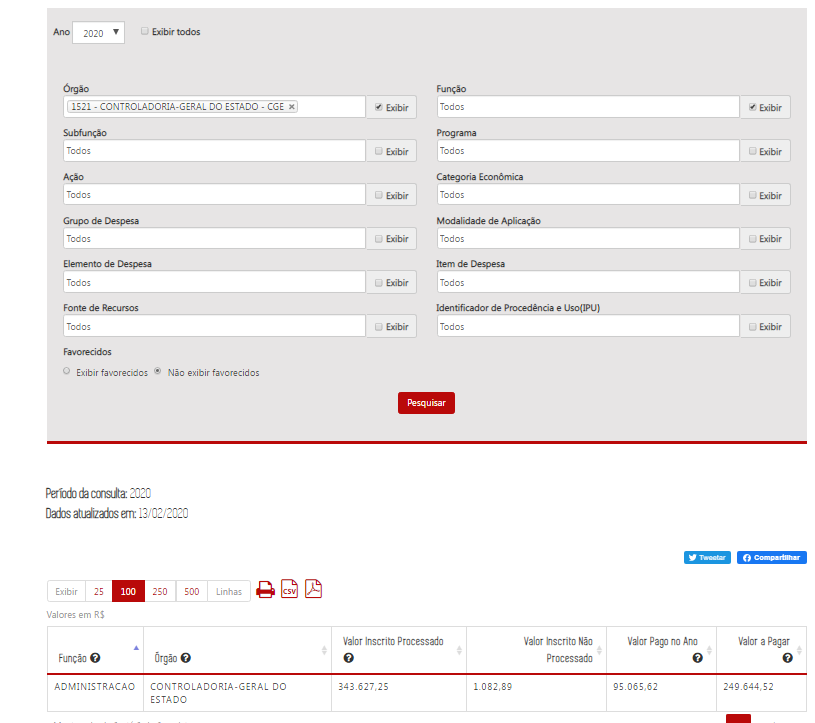 Ano 2020 Exibir todos
Órgão Função
1521 - CONTROLADORIA-GERAL DO ESTADO - CGE × Exibir Todos Exibir
Subfunção Programa
Todos Exibir Todos Exibir
Ação Categoria Econômica
Todos Exibir Todos Exibir
Grupo de Despesa Modalidade de Aplicação
Todos Exibir Todos Exibir
Elemento de Despesa Item de Despesa
Todos Exibir Todos Exibir
Fonte de Recursos Identificador de Procedência e Uso(IPU)
Todos Exibir Todos Exibir
Favorecidos
Exibir favorecidos Não exibir favorecidos
Pesquisar
Período da consulta: 2020
Dados atualizados em: 13/02/2020
Tweetar Compartilhar
Exibir 25 100 250 500 Linhas CSV
Valores em R$
Função ? Órgão ? Valor Inscrito Processado ? Valor Inscrito Não Processado Valor Pago no Ano ? Valor a Pagar ?
ADMINISTRACAO CONTROLADORIA-GERAL DO ESTADO 343.627,25 1.082,89 95.065,62 249.644,52